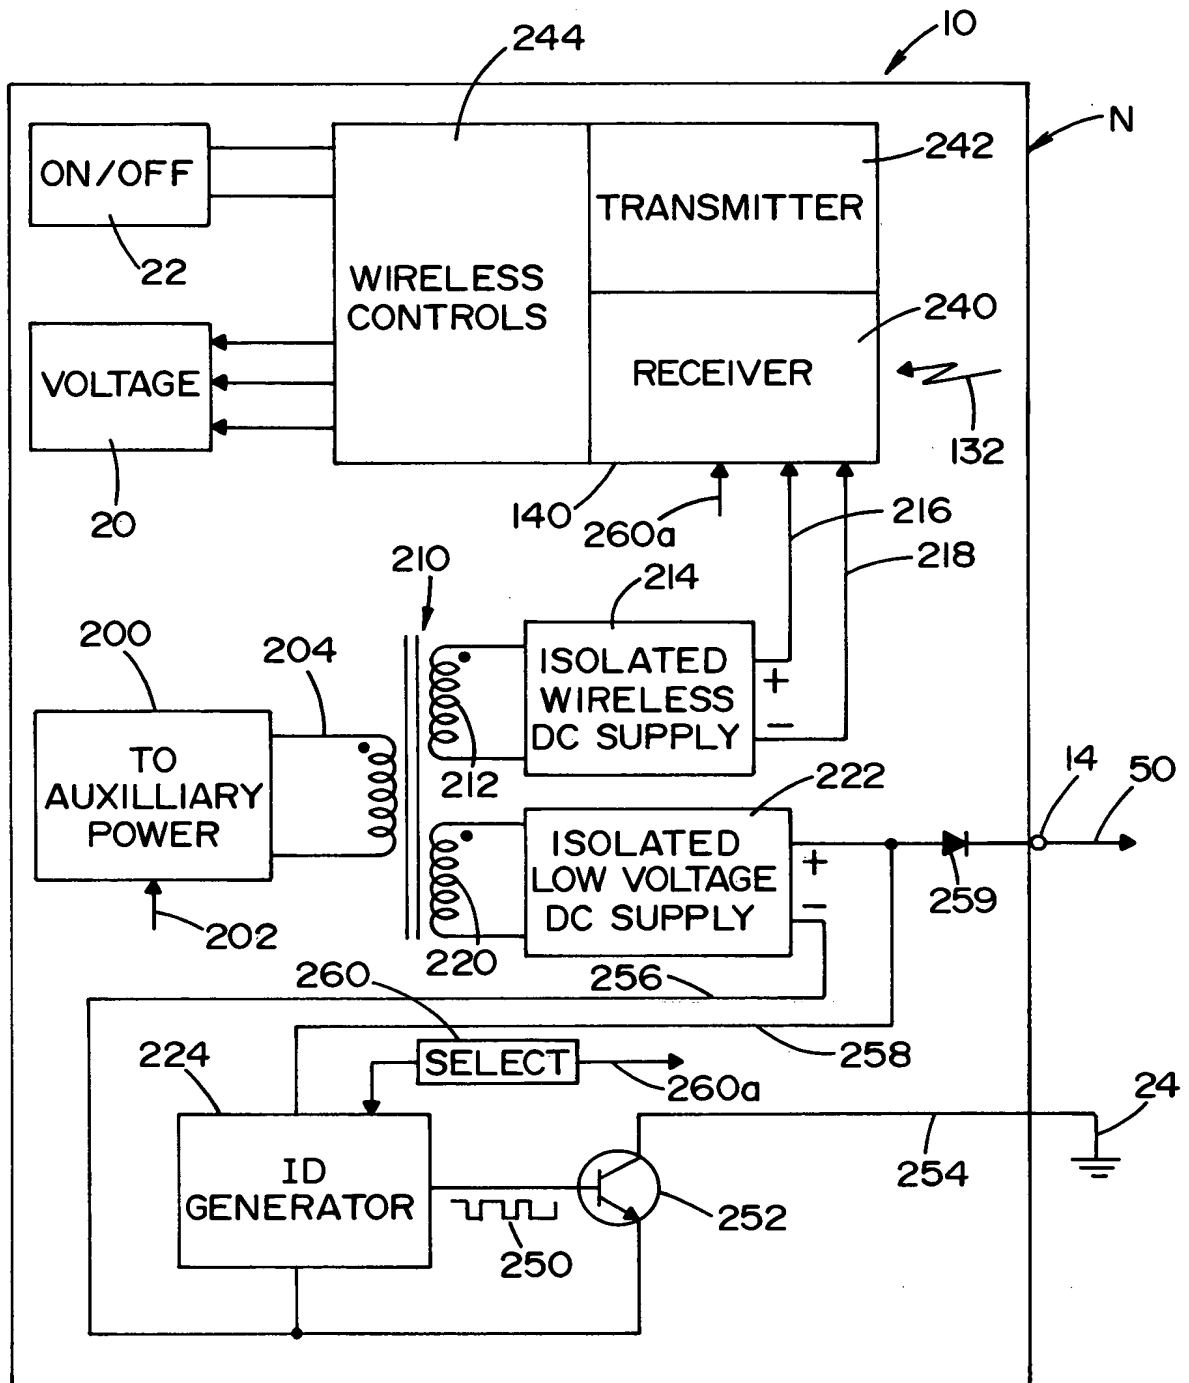 10
244
N
ON/OFF
242
TRANSMITTER
22
WIRELESS
CONTROLS
240
VOLTAGE
RECEIVER
132
20
140
260a
216
218
210
214
200
204
ISOLATED
WIRELESS
DC SUPPLY
+
−
TO
AUXILLIARY
POWER
212
222
14
50
ISOLATED
LOW VOLTAGE
DC SUPPLY
+
−
259
202
220
260
256
224
SELECT
258
260a
24
ID
GENERATOR
254
252
250